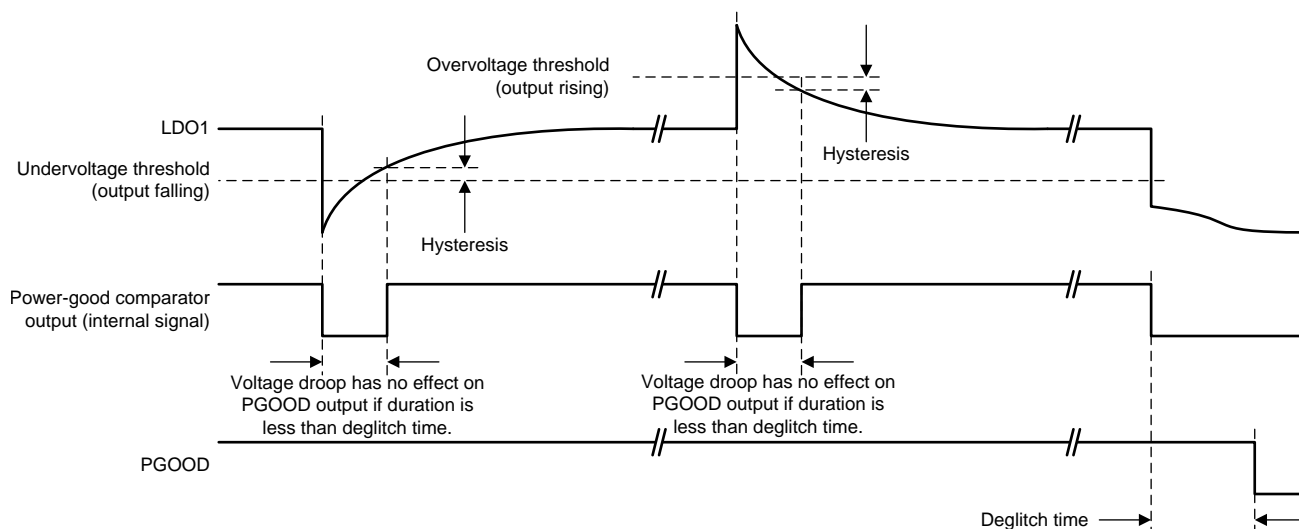 Overvoltage threshold
(output rising)
LDO1
Hysteresis
Undervoltage threshold
(output falling)
Hysteresis
Power-good comparator
output (internal signal)
Voltage droop has no effect on
PGOOD output if duration is
less than deglitch time.
Voltage droop has no effect on
PGOOD output if duration is
less than deglitch time.
PGOOD
Deglitch time